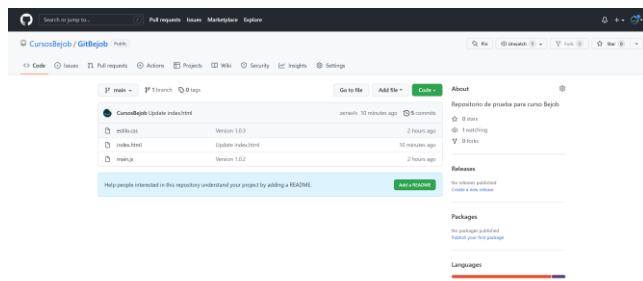 Search or jump to...
Pull requests Issues Marketplace Explore
CursosBejob / GitBejob Public
Pin Unwatch 1 Fork 0 Star 0
Code Issues Pull requests Actions Projects Wiki Security Insights Settings
main 1 branch 0 tags Go to file Add file Code
CursosBejob Update index.html 10 minutes ago 5 commits
estilo.css Version 1.0.3 2 hours ago
index.html Update index.html 10 minutes ago
main.js Version 1.0.2 2 hours ago
Help people interested in this repository understand your project by adding a README. Add a README
About
Repositorio de prueba para curso Bejob
0 stars
1 watching
0 forks
Releases
No releases published
Create a new release
Packages
No packages published
Publish your first package
Languages